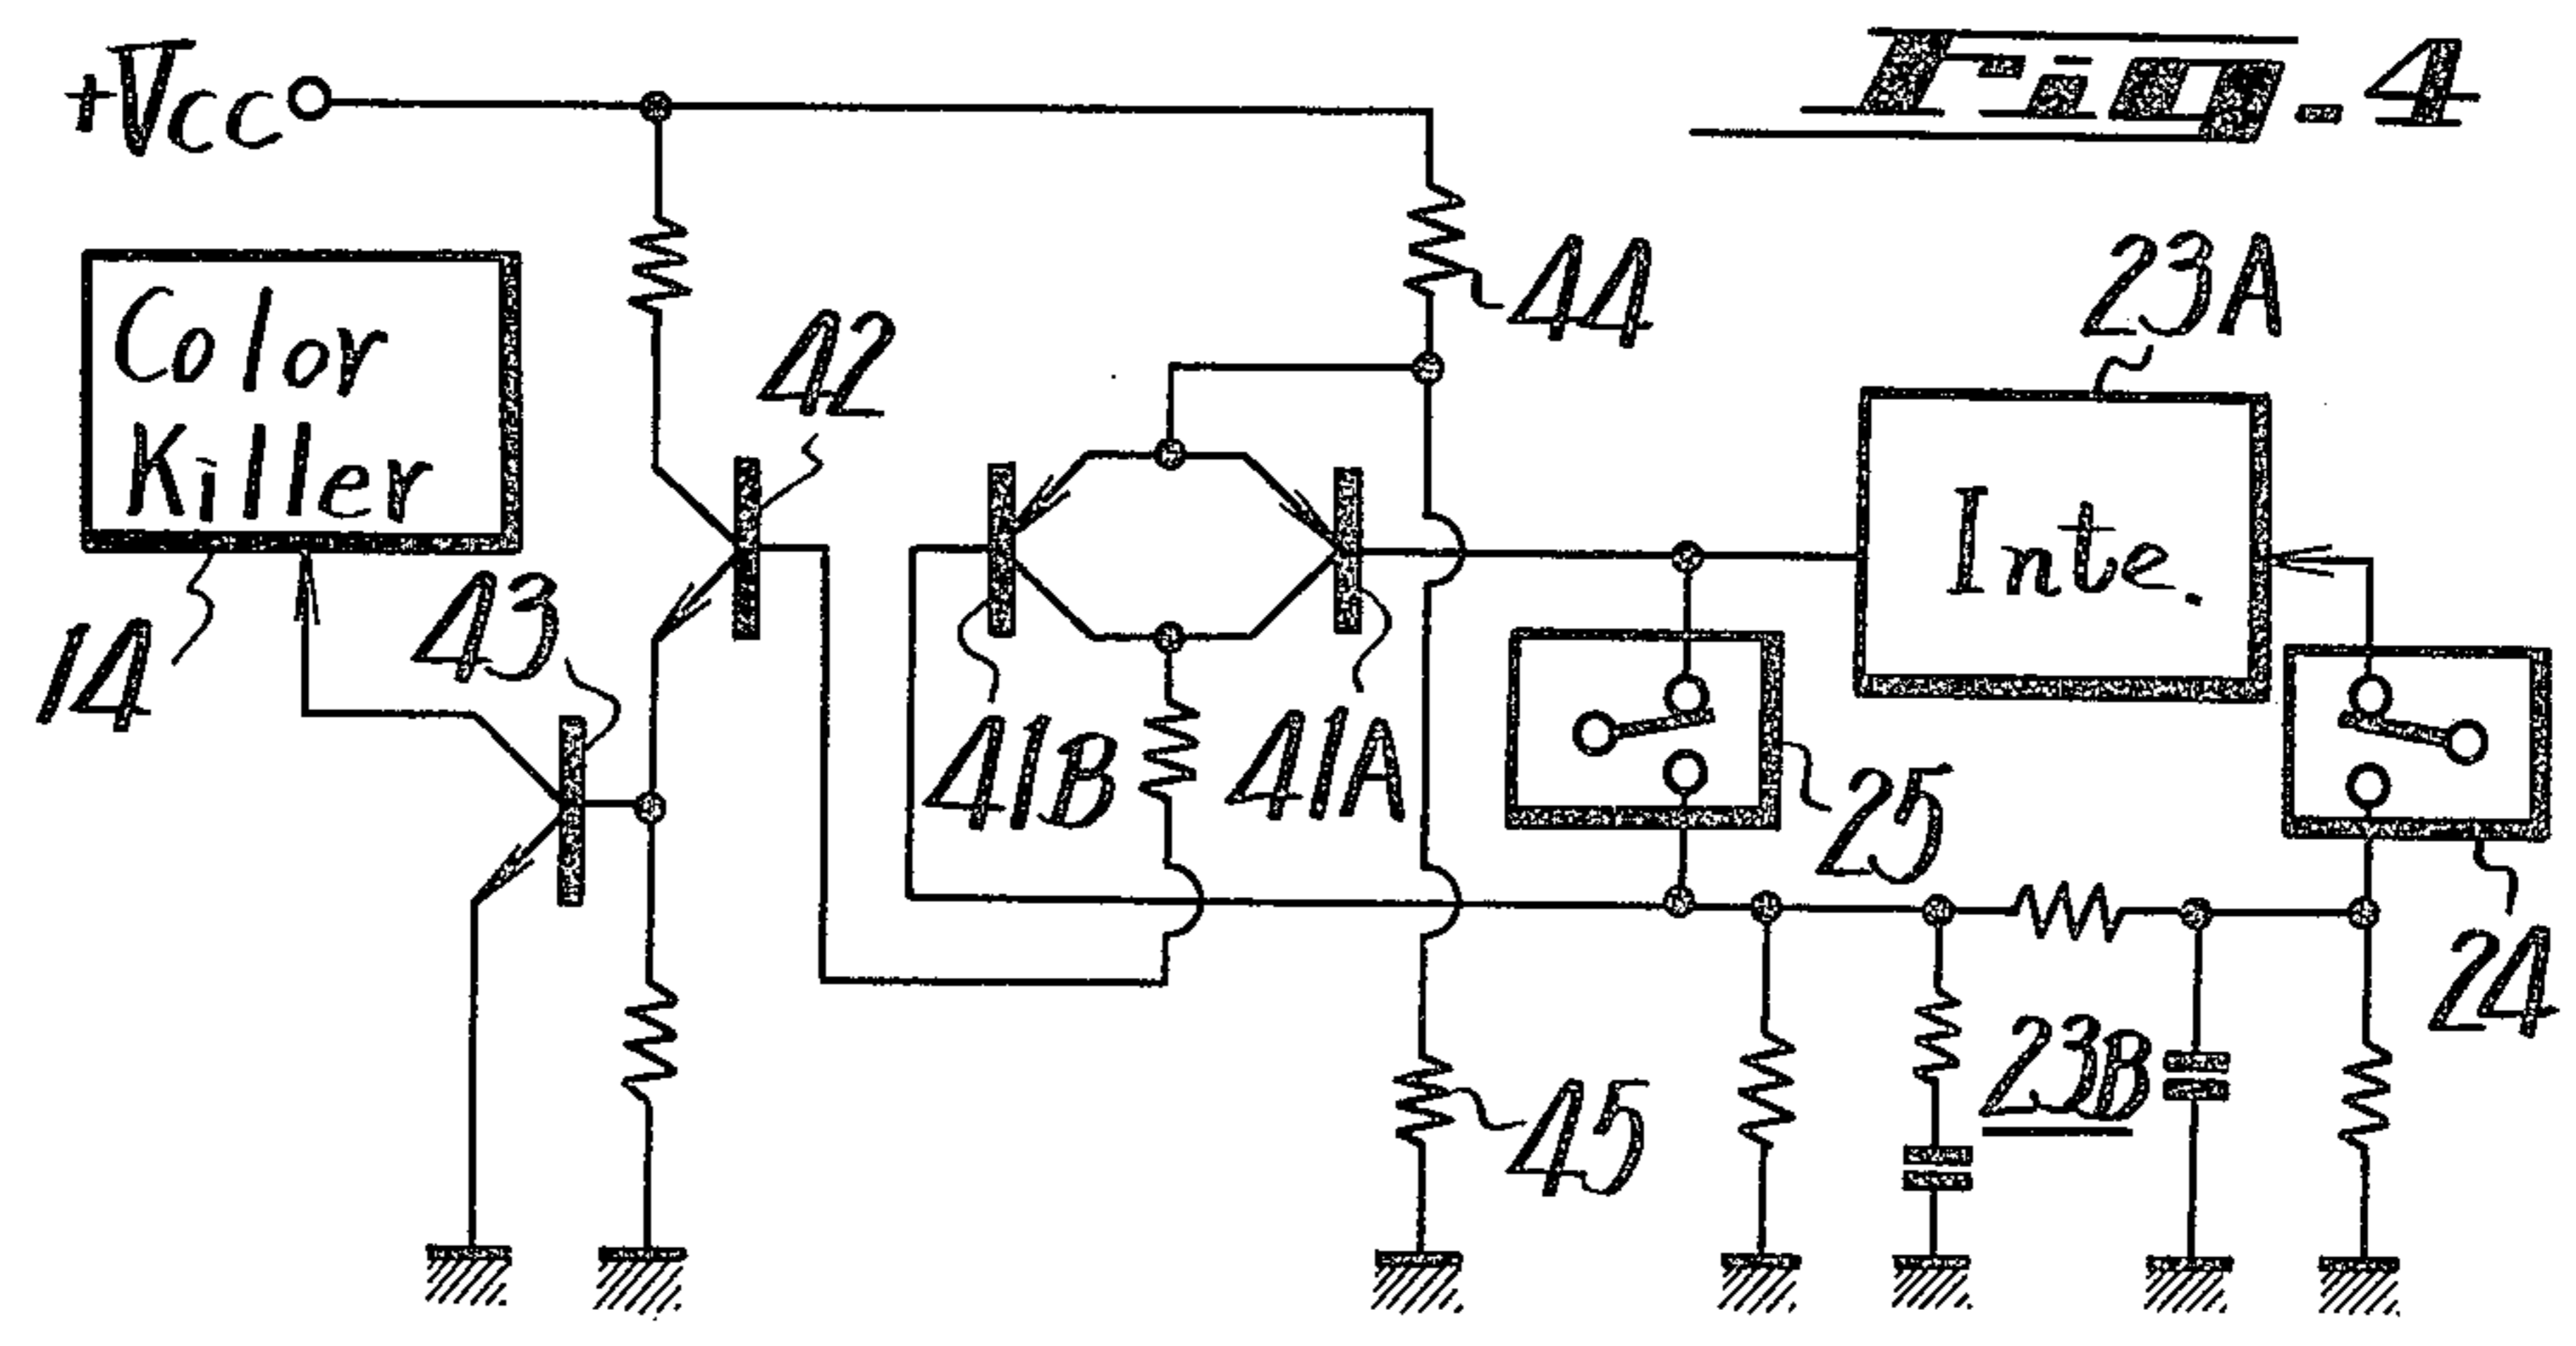 +Vcc
Fig. 4
Color
Killer
14
42
43
44
23A
Inte.
41B
41A
25
24
23B
45